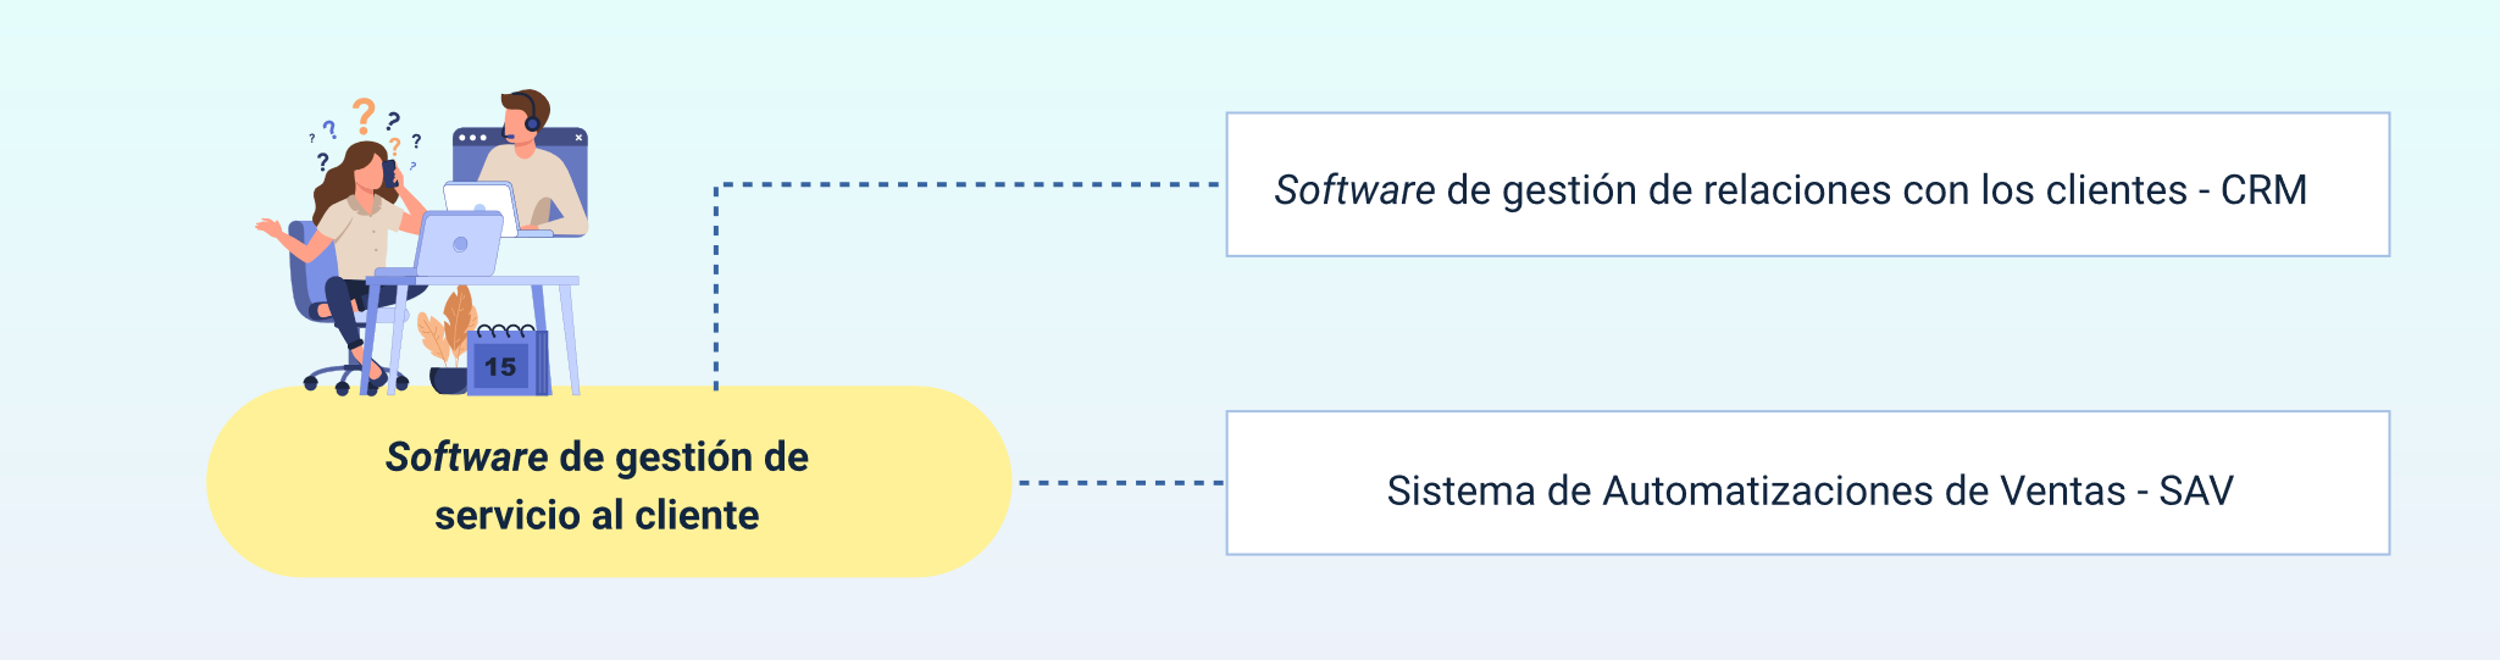 Software de gestión de relaciones con los clientes - CRM
15
Software de gestión de
servicio al cliente
Sistema de Automatizaciones de Ventas - SAV